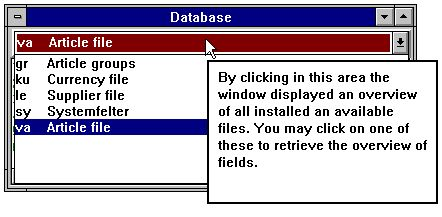 Database
va Article file
gr Article groups
ku Currency file
le Supplier file
sy Systemfelter
va Article file
By clicking in this area the
window displayed an overview
of all installed an available
files. You may click on one of
these to retrieve the overview of
fields.